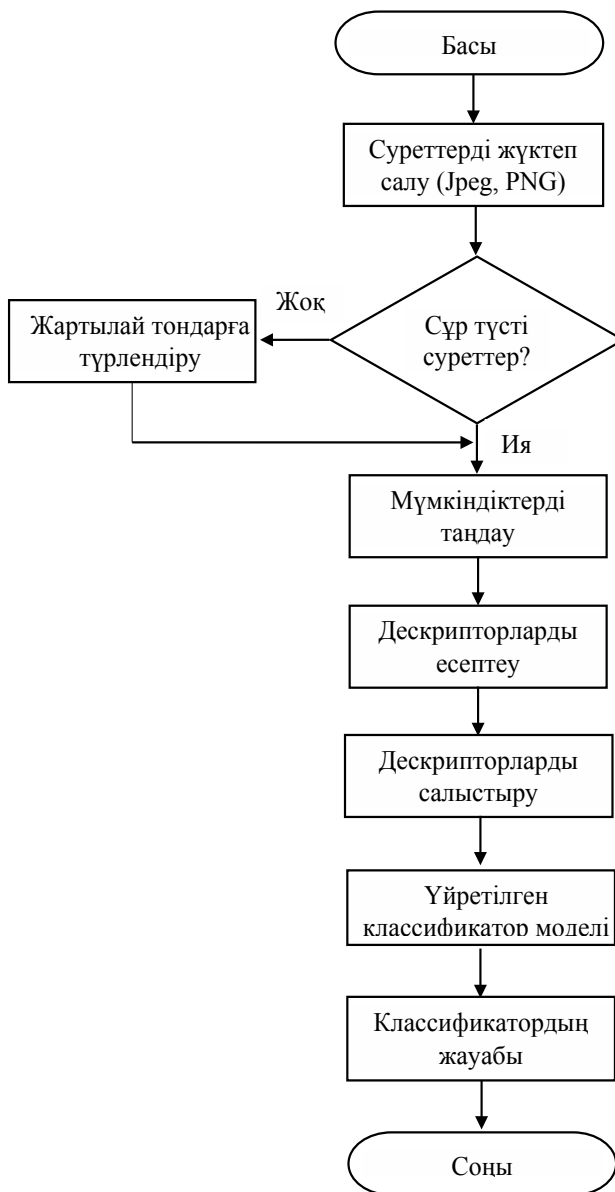 Басы
Суреттерді жүктеп
салу (Jpeg, PNG)
Жоқ
Сұр түсті
суреттер?
Жартылай тондарға
түрлендіру
Ия
Мүмкіндіктерді
таңдау
Дескрипторларды
есептеу
Дескрипторларды
салыстыру
Үйретілген
классификатор моделі
Классификатордың
жауабы
Соңы